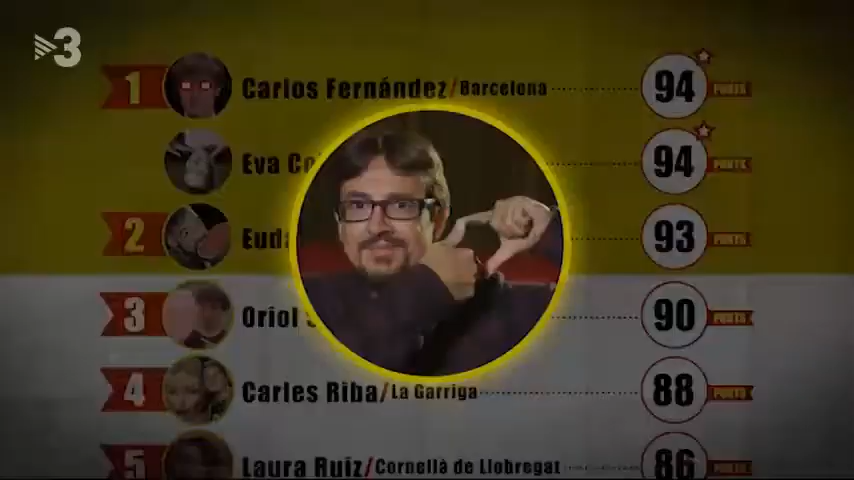 3
1 Carlos Fernández/Barcelona 94 PUNTS
Eva 94 PUNTS
2 93 PUNTS
3 Oriol 90 PUNTS
4 Carles Riba/La Garriga 88 PUNTS
5 Laura Ruiz/Cornellà de Llobregat 86 PUNTS